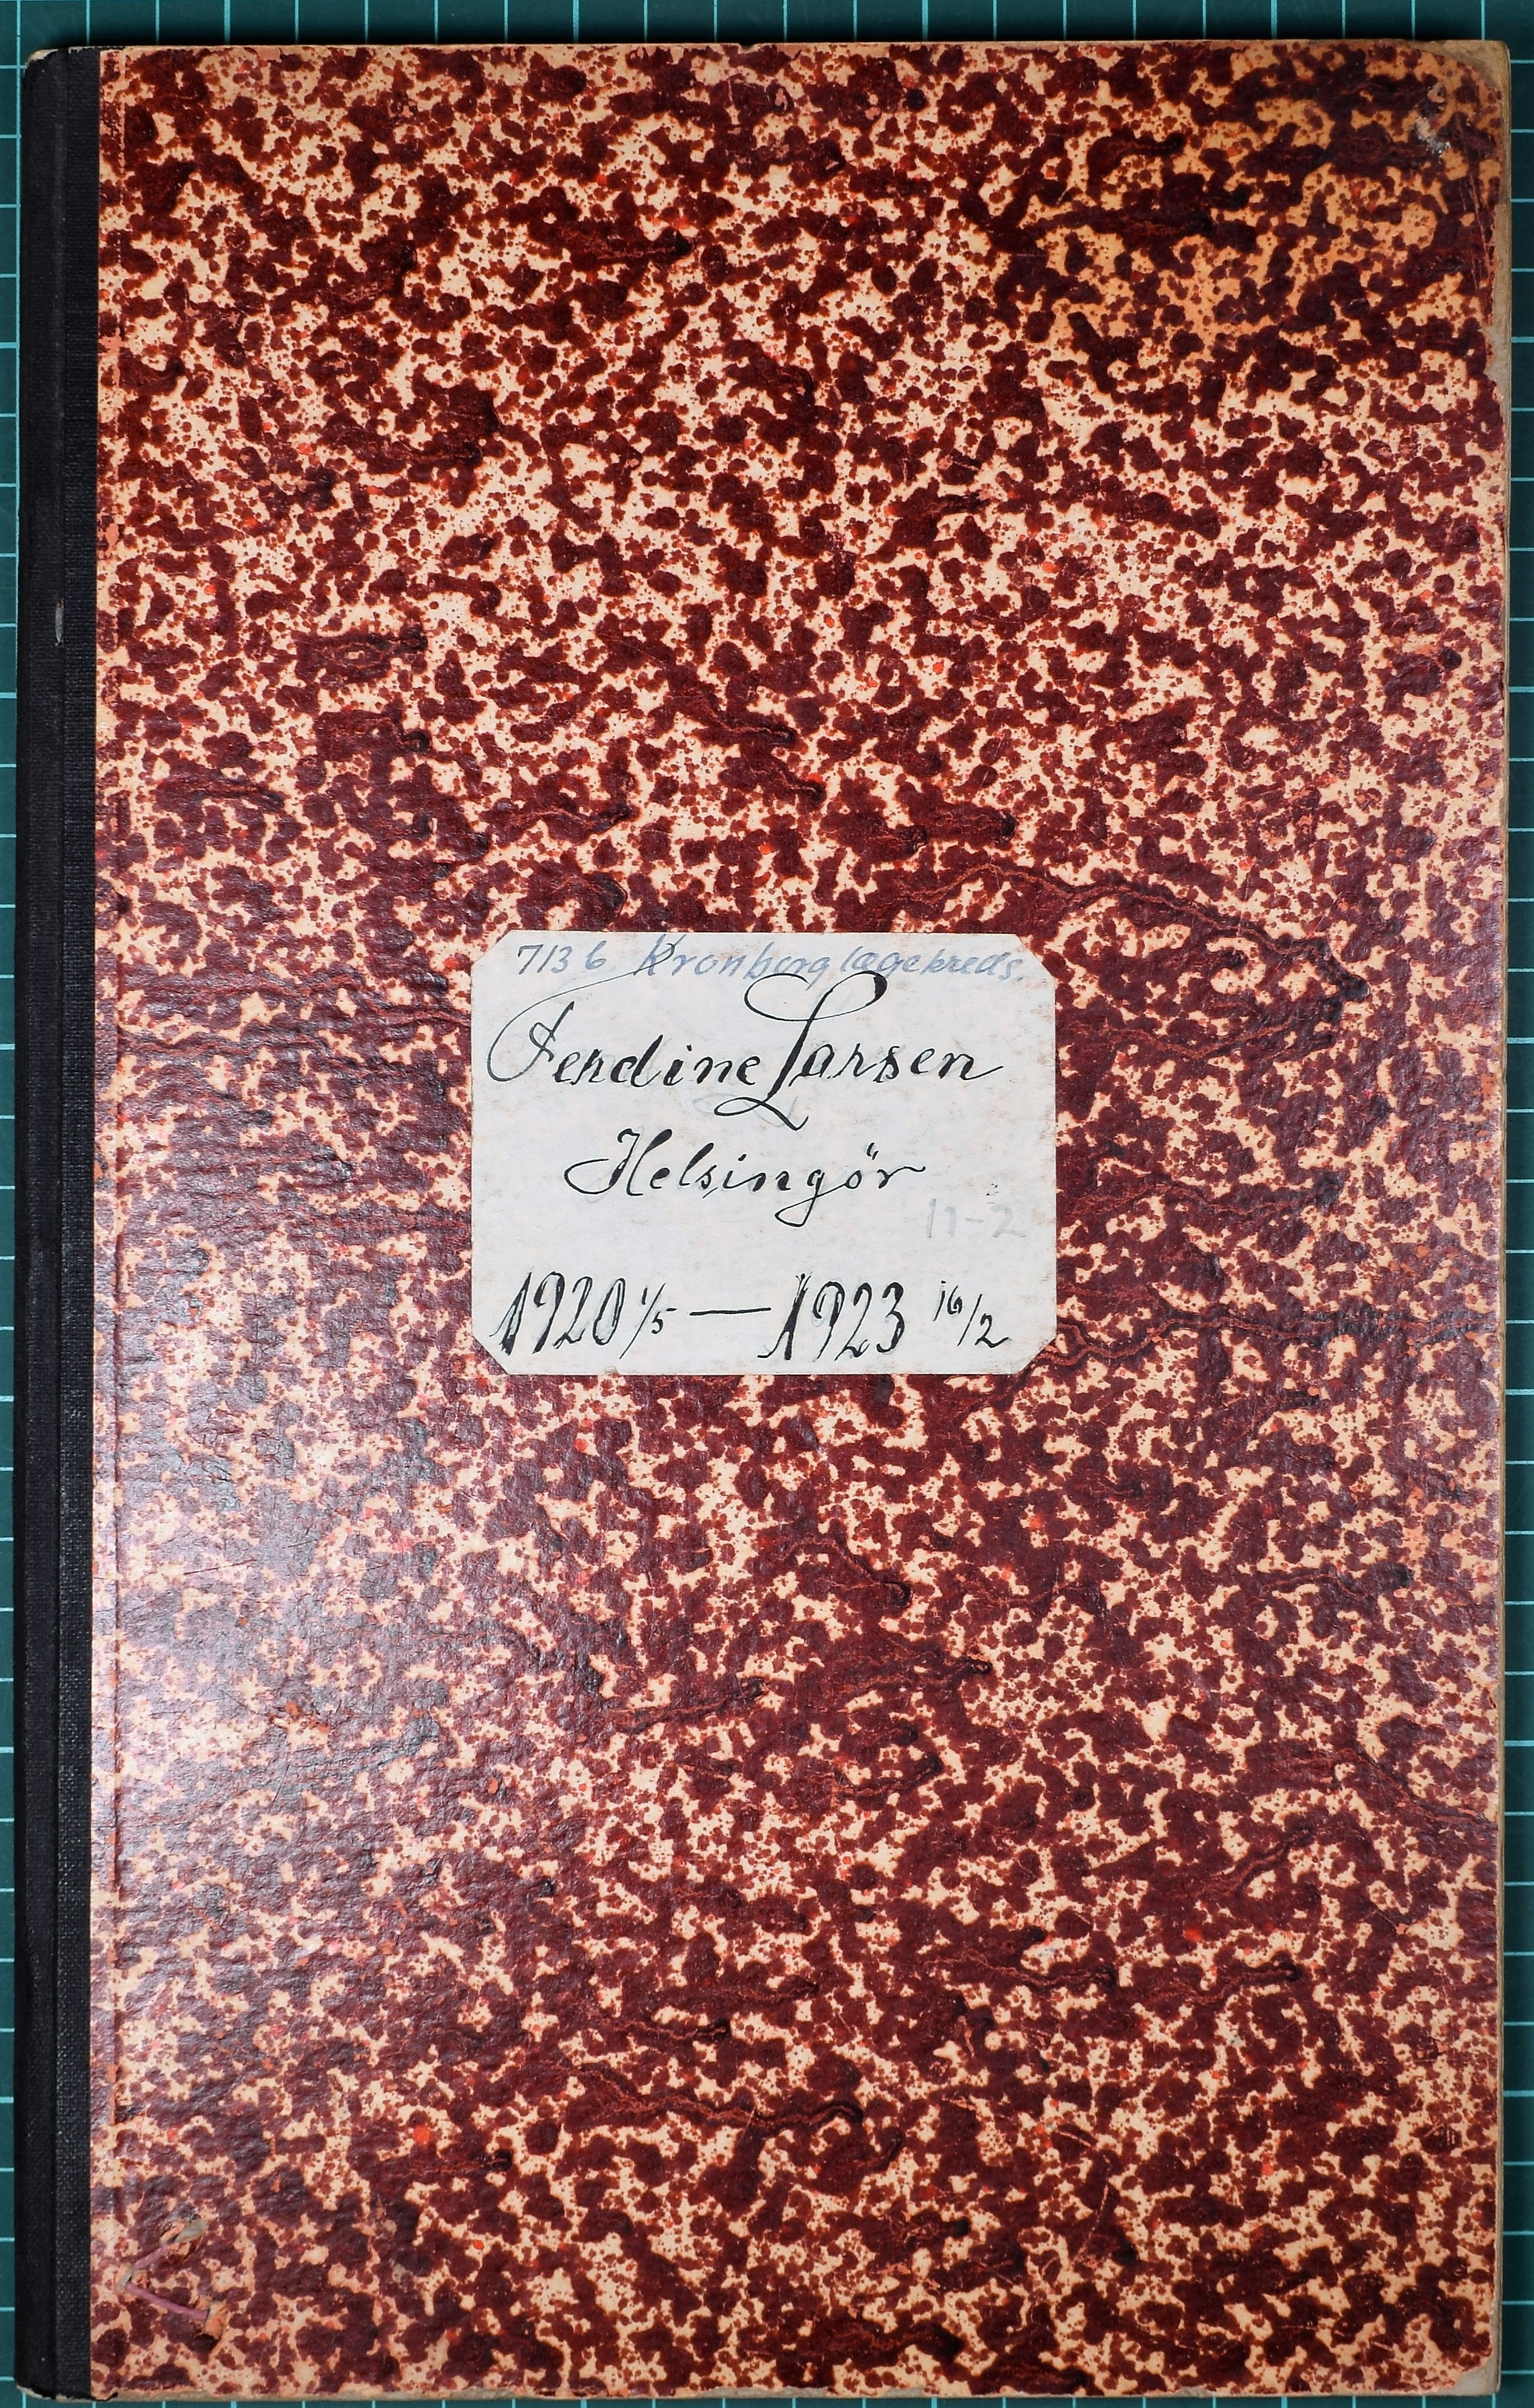 7136 Kronborg lægekreds.
Ferdine Larsen
Helsingör
11-2
1920 1/5 — 1923 16/2